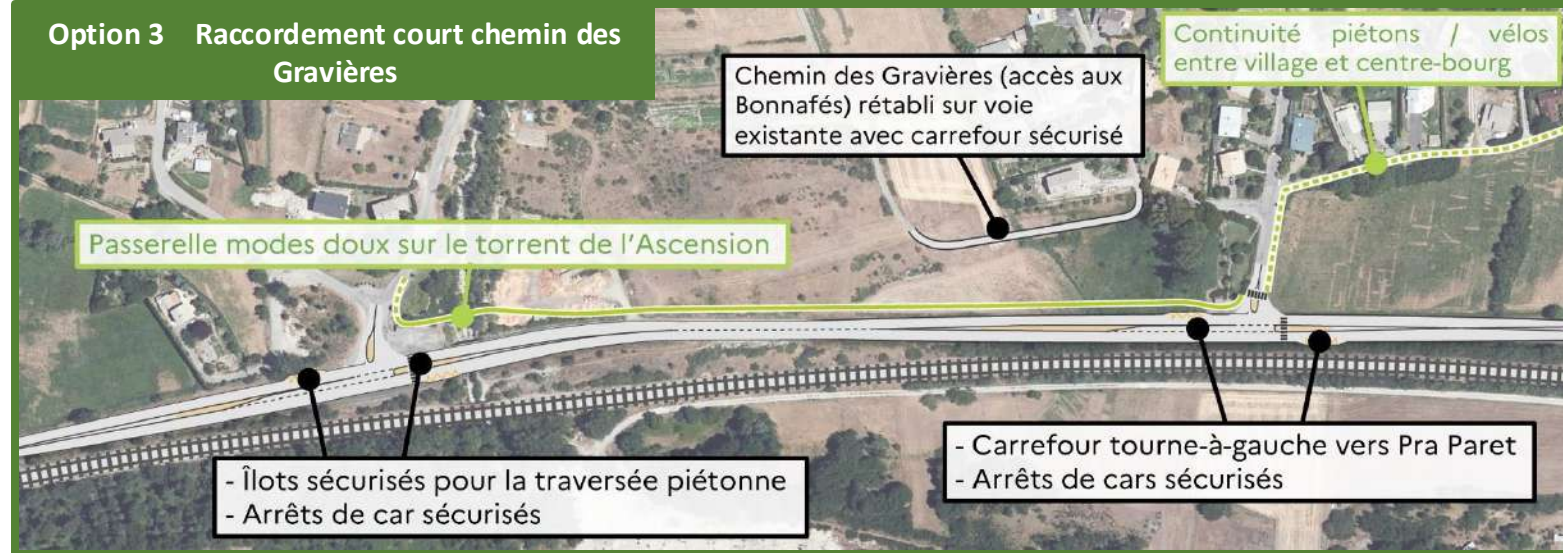 Option 3 Raccordement court chemin des
Gravières
Continuité piétons / vélos
entre village et centre-bourg
Chemin des Gravières (accès aux
Bonnafés) rétabli sur voie
existante avec carrefour sécurisé
Passerelle modes doux sur le torrent de l'Ascension
- Îlots sécurisés pour la traversée piétonne
- Arrêts de car sécurisés
- Carrefour tourne-à-gauche vers Pra Paret
- Arrêts de cars sécurisés